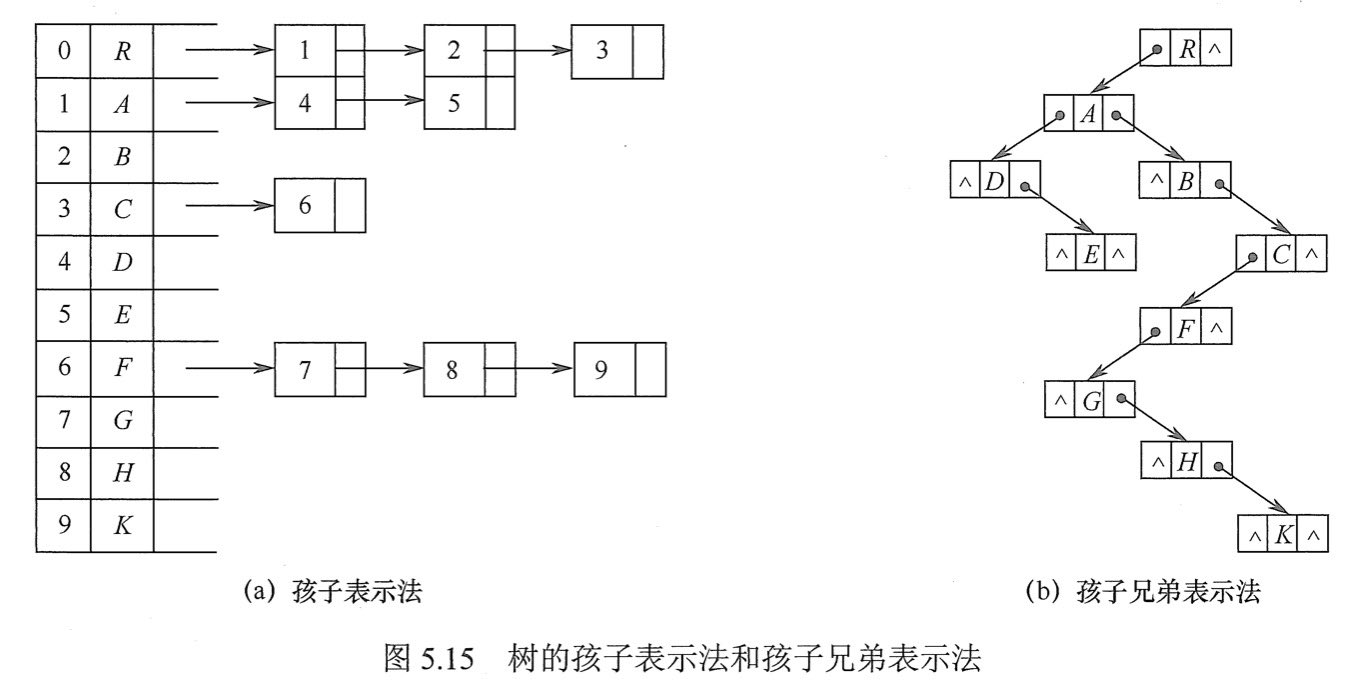 0 R 1 2 3
1 A 4 5
2 B
3 C 6
4 D
5 E
6 F 7 8 9
7 G
8 H
9 K
R ^
A
^ D
^ B
^ E ^
C ^
F ^
^ G
^ H
^ K ^
(a) 孩子表示法
(b) 孩子兄弟表示法
图 5.15 树的孩子表示法和孩子兄弟表示法